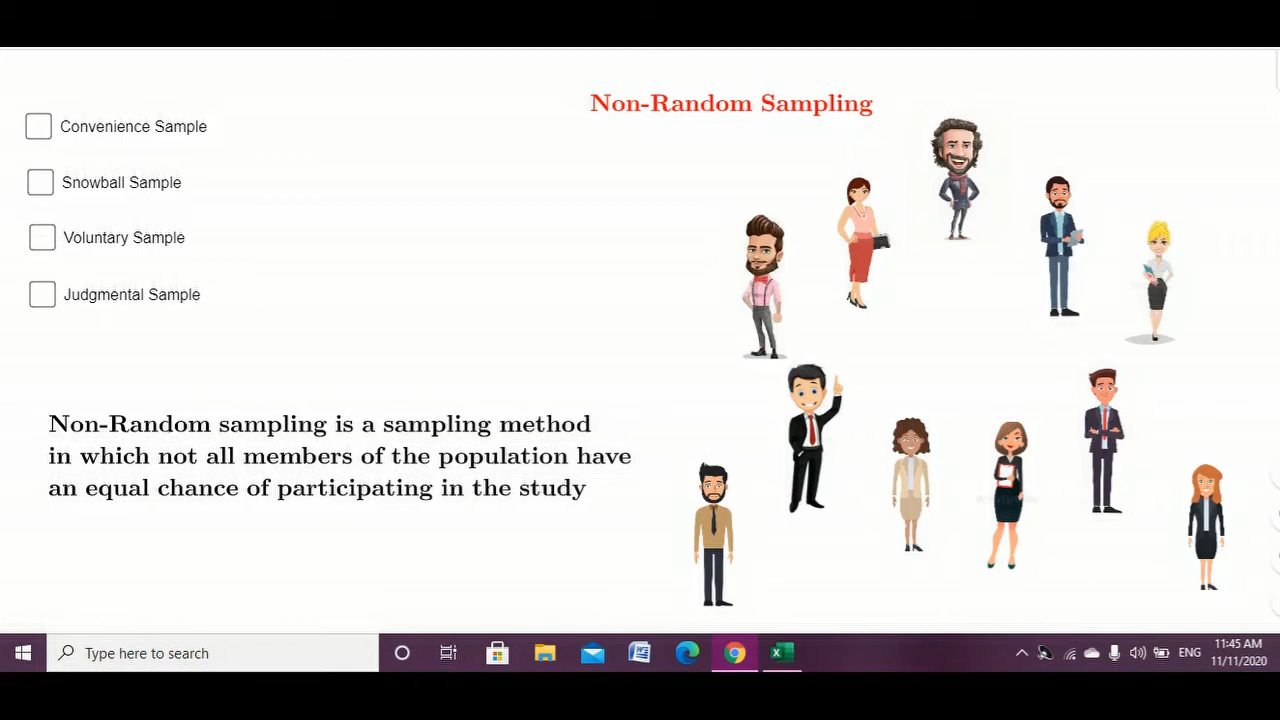 Non-Random Sampling
Convenience Sample
Snowball Sample
Voluntary Sample
Judgmental Sample
Non-Random sampling is a sampling method
in which not all members of the population have
an equal chance of participating in the study
Type here to search
ENG
11:45 AM
11/11/2020